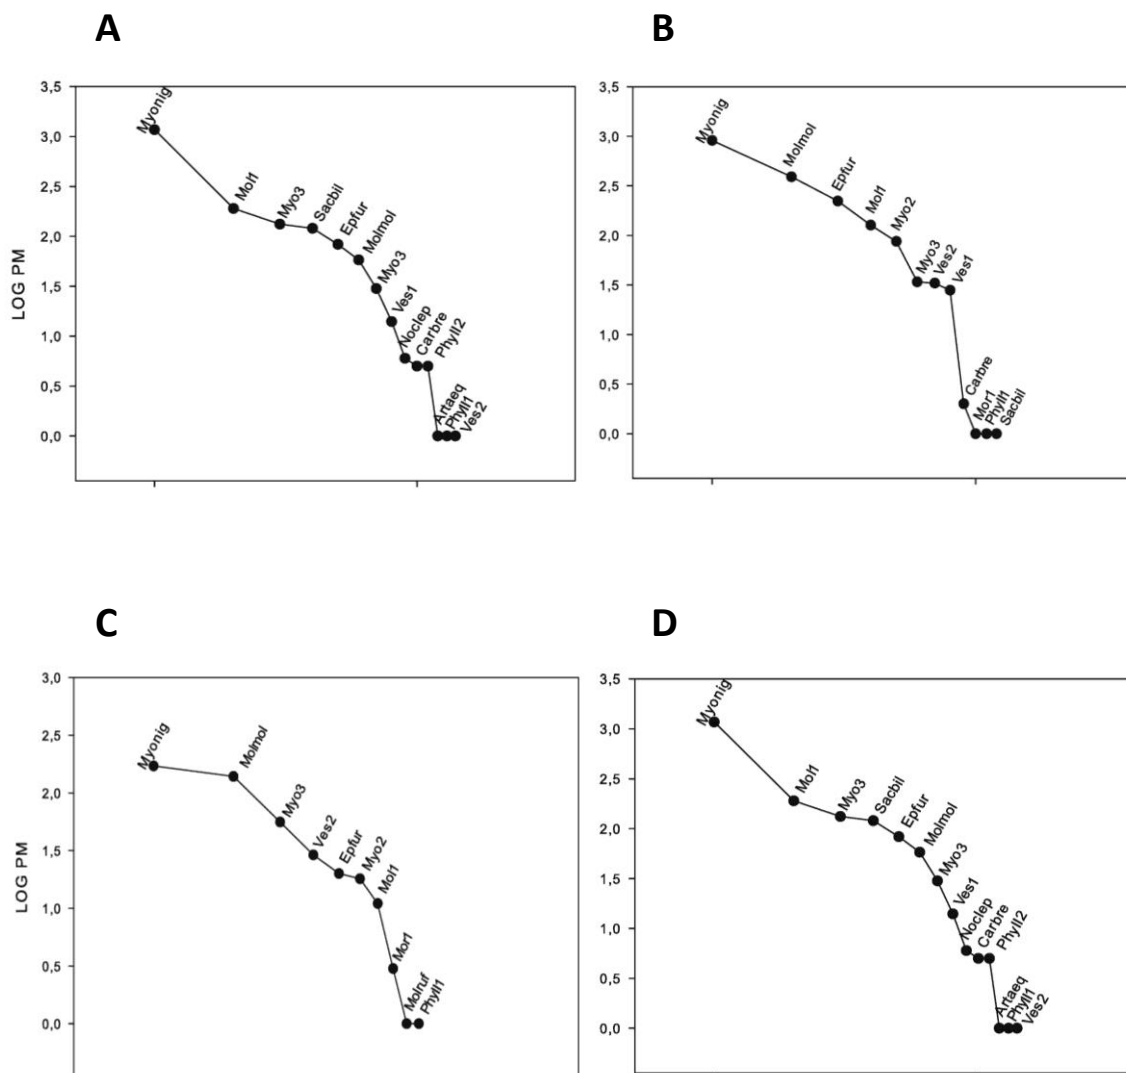 A
B
3,5
3,0
2,5
2,0
1,5
1,0
0,5
0,0
LOG PM
Myonig
Mol1
Myo3
Sacbil
Epfur
Molmol
Myo3
Ves1
Noclep
Carbre
Phyll2
Artaeq
Phyll1
Ves2
3,5
3,0
2,5
2,0
1,5
1,0
0,5
0,0
Myonig
Molmol
Epfur
Mol1
Myo2
Myo3
Ves2
Ves1
Carbre
Mor1
Phyll1
Sacbil
C
D
3,0
2,5
2,0
1,5
1,0
0,5
0,0
LOG PM
Myonig
Molmol
Myo3
Ves2
Epfur
Myo2
Mol1
Mor1
Molruf
Phyll1
3,5
3,0
2,5
2,0
1,5
1,0
0,5
0,0
Myonig
Mol1
Myo3
Sacbil
Epfur
Molmol
Myo3
Ves1
Noclep
Carbre
Phyll2
Artaeq
Phyll1
Ves2